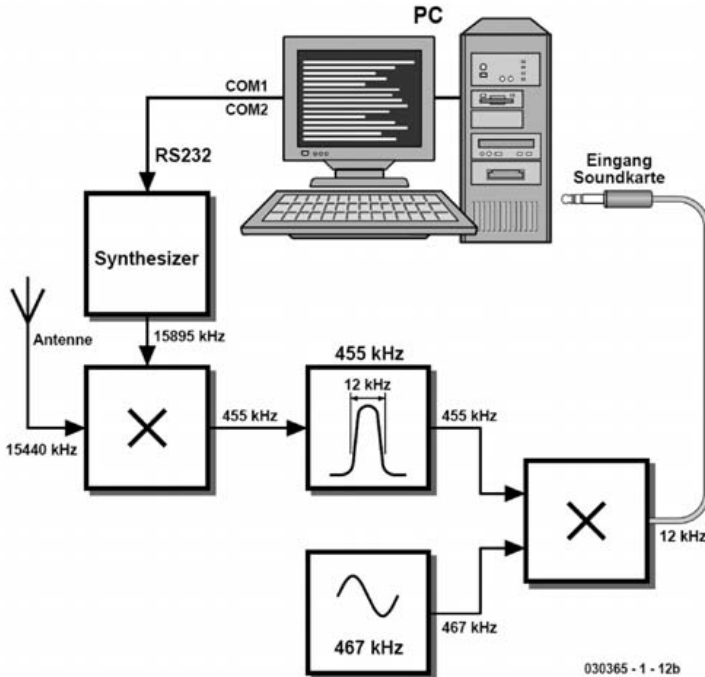 PC
COM1
COM2
RS232
Eingang
Soundkarte
Synthesizer
Antenne
15895 kHz
455 kHz
12 kHz
15440 kHz
455 kHz
455 kHz
12 kHz
467 kHz
467 kHz
030365 - 1 - 12b